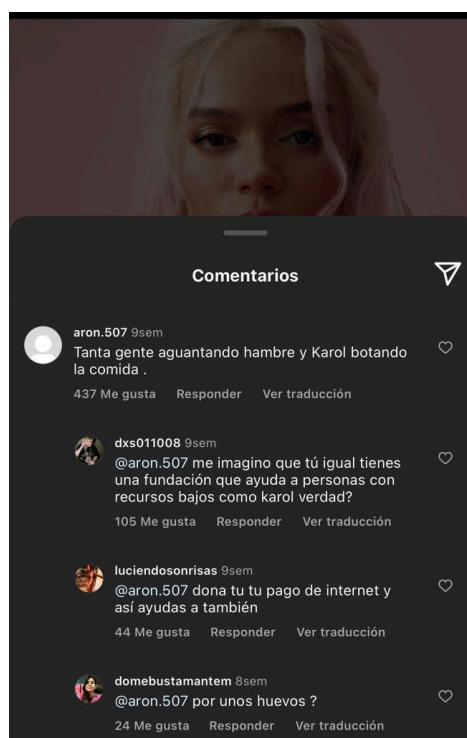 Comentarios
aron.507 9sem
Tanta gente aguantando hambre y Karol botando
la comida .
437 Me gusta Responder Ver traducción
dxs011008 9sem
@aron.507 me imagino que tú igual tienes
una fundación que ayuda a personas con
recursos bajos como karol verdad?
105 Me gusta Responder Ver traducción
luciendosonrisas 9sem
@aron.507 dona tu tu pago de internet y
así ayudas a también
44 Me gusta Responder Ver traducción
domebustamantem 8sem
@aron.507 por unos huevos ?
24 Me gusta Responder Ver traducción